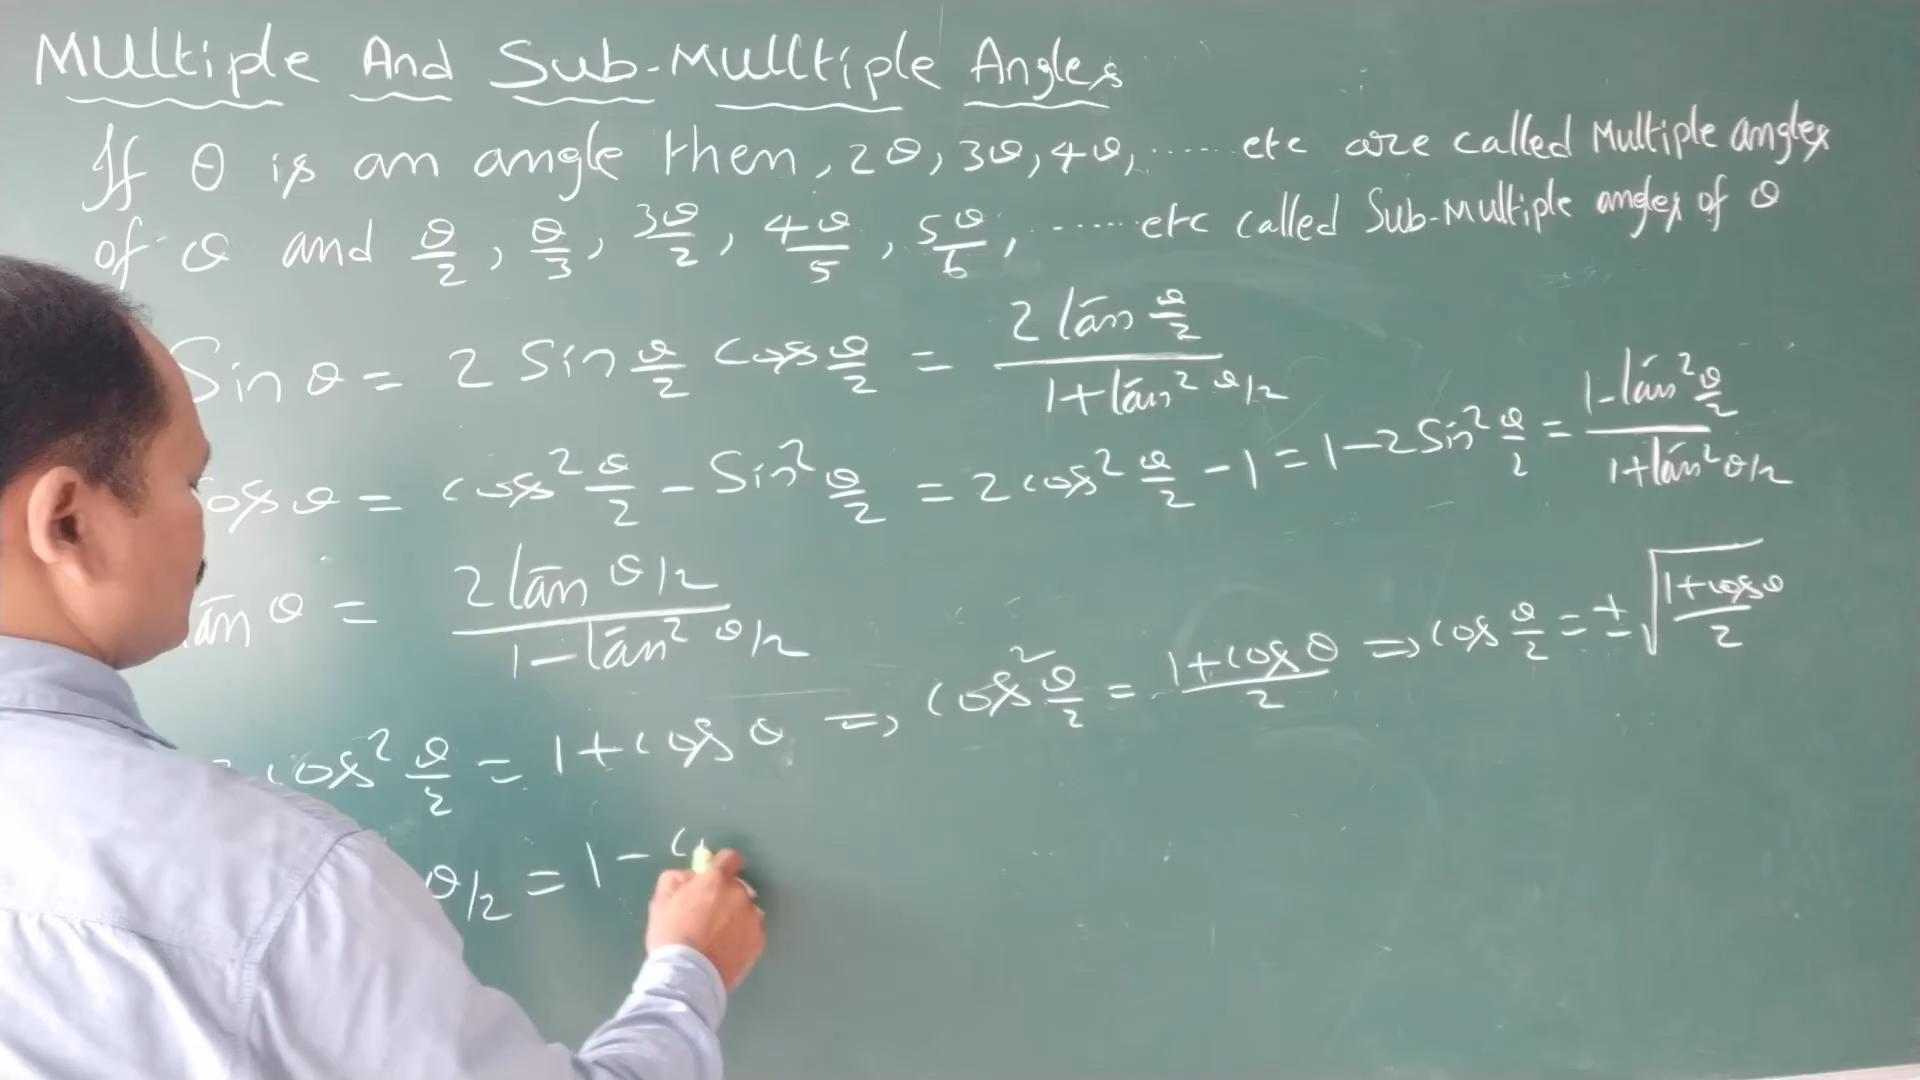 Multiple And Sub-Mulltiple Angles
If θ is an angle then, 2θ, 3θ, 4θ, ...... etc are called Multiple angles
of θ and θ/2, θ/3, 3θ/2, 4θ/5, 5θ/6, ...... etc called Sub-Multiple angles of θ
Sin θ = 2 Sin θ/2 cos θ/2 = (2 tan θ/2)/(1+tan² θ/2)
os θ = cos² θ/2 - Sin² θ/2 = 2 cos² θ/2 - 1 = 1 - 2 Sin² θ/2 = (1 - tan² θ/2)/(1+tan² θ/2)
an θ = (2 tan θ/2)/(1 - tan² θ/2)
cos² θ/2 = 1 + cos θ ⇒ cos² θ/2 = (1+cos θ)/2 ⇒ cos θ/2 = ± √((1+cos θ)/2)
θ/2 = 1 - c